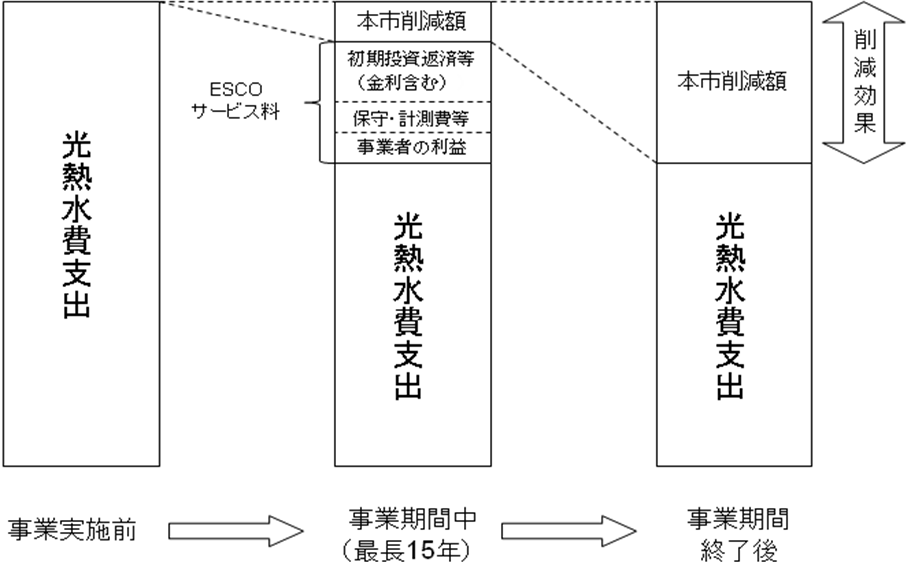 光熱水費支出
ESCO
サービス料
本市削減額
初期投資返済等
（金利含む）
保守・計測費等
事業者の利益
光熱水費支出
本市削減額
光熱水費支出
削減効果
事業実施前
事業期間中
（最長15年）
事業期間
終了後